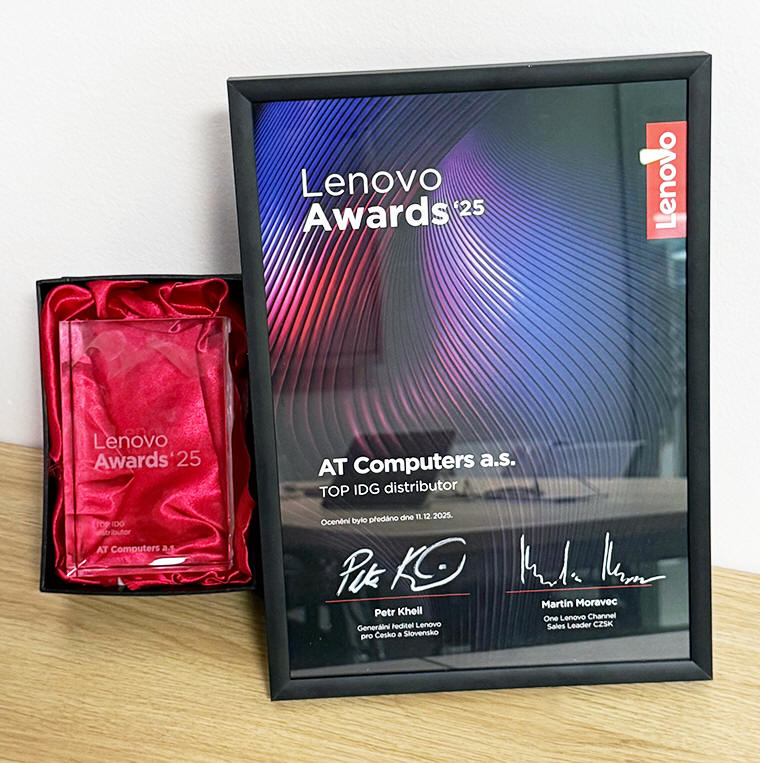 Lenovo
Awards '25
Lenovo
AT Computers a.s.
TOP IDG distributor
Ocenění bylo předáno dne 11. 12. 2025.
Petr Kheil
Generální ředitel Lenovo
pro Česko a Slovensko
Martin Moravec
One Lenovo Channel
Sales Leader CZSK
Lenovo
Awards '25
TOP IDG
distributor
AT Computers a.s.